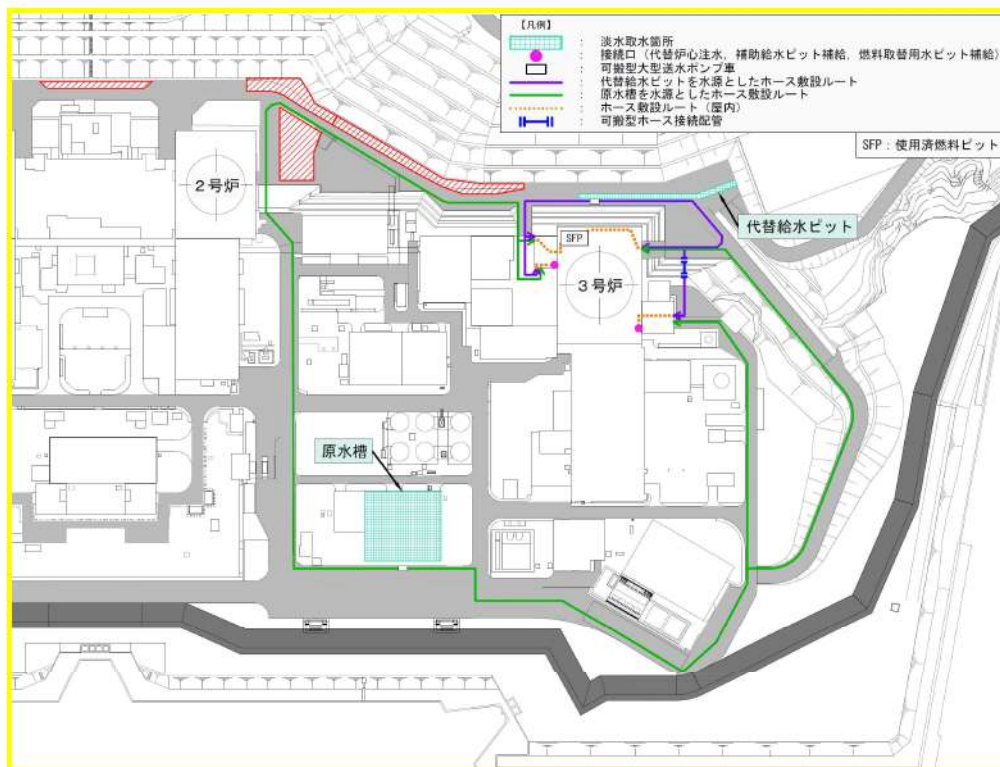 【凡例】
： 淡水取水箇所
： 接続口（代替炉心注水，補助給水ピット補給，燃料取替用水ピット補給）
： 可搬型大型送水ポンプ車
： 代替給水ピットを水源としたホース敷設ルート
： 原水槽を水源としたホース敷設ルート
： ホース敷設ルート（屋内）
： 可搬型ホース接続配管
SFP：使用済燃料ピット
2号炉
代替給水ピット
SFP
3号炉
原水槽